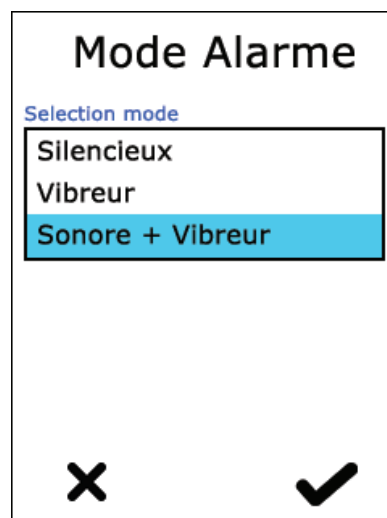 Mode Alarme
Selection mode
Silencieux
Vibreur
Sonore + Vibreur